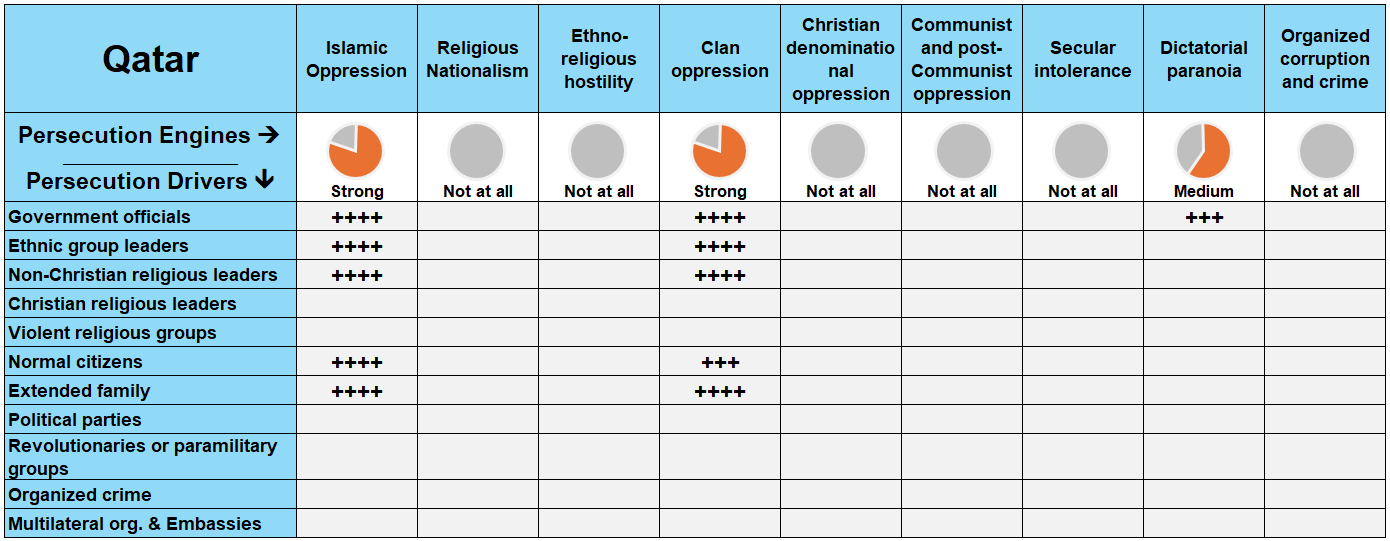 Qatar
Islamic
Oppression
Religious
Nationalism
Ethno-
religious
hostility
Clan
oppression
Christian
denominatio
nal
oppression
Communist
and post-
Communist
oppression
Secular
intolerance
Dictatorial
paranoia
Organized
corruption
and crime
Persecution Engines →
Persecution Drivers ↓
Strong
Not at all
Not at all
Strong
Not at all
Not at all
Not at all
Medium
Not at all
Government officials ++++ ++++ +++
Ethnic group leaders ++++ ++++
Non-Christian religious leaders ++++ ++++
Christian religious leaders
Violent religious groups
Normal citizens ++++ +++
Extended family ++++ ++++
Political parties
Revolutionaries or paramilitary
groups
Organized crime
Multilateral org. & Embassies